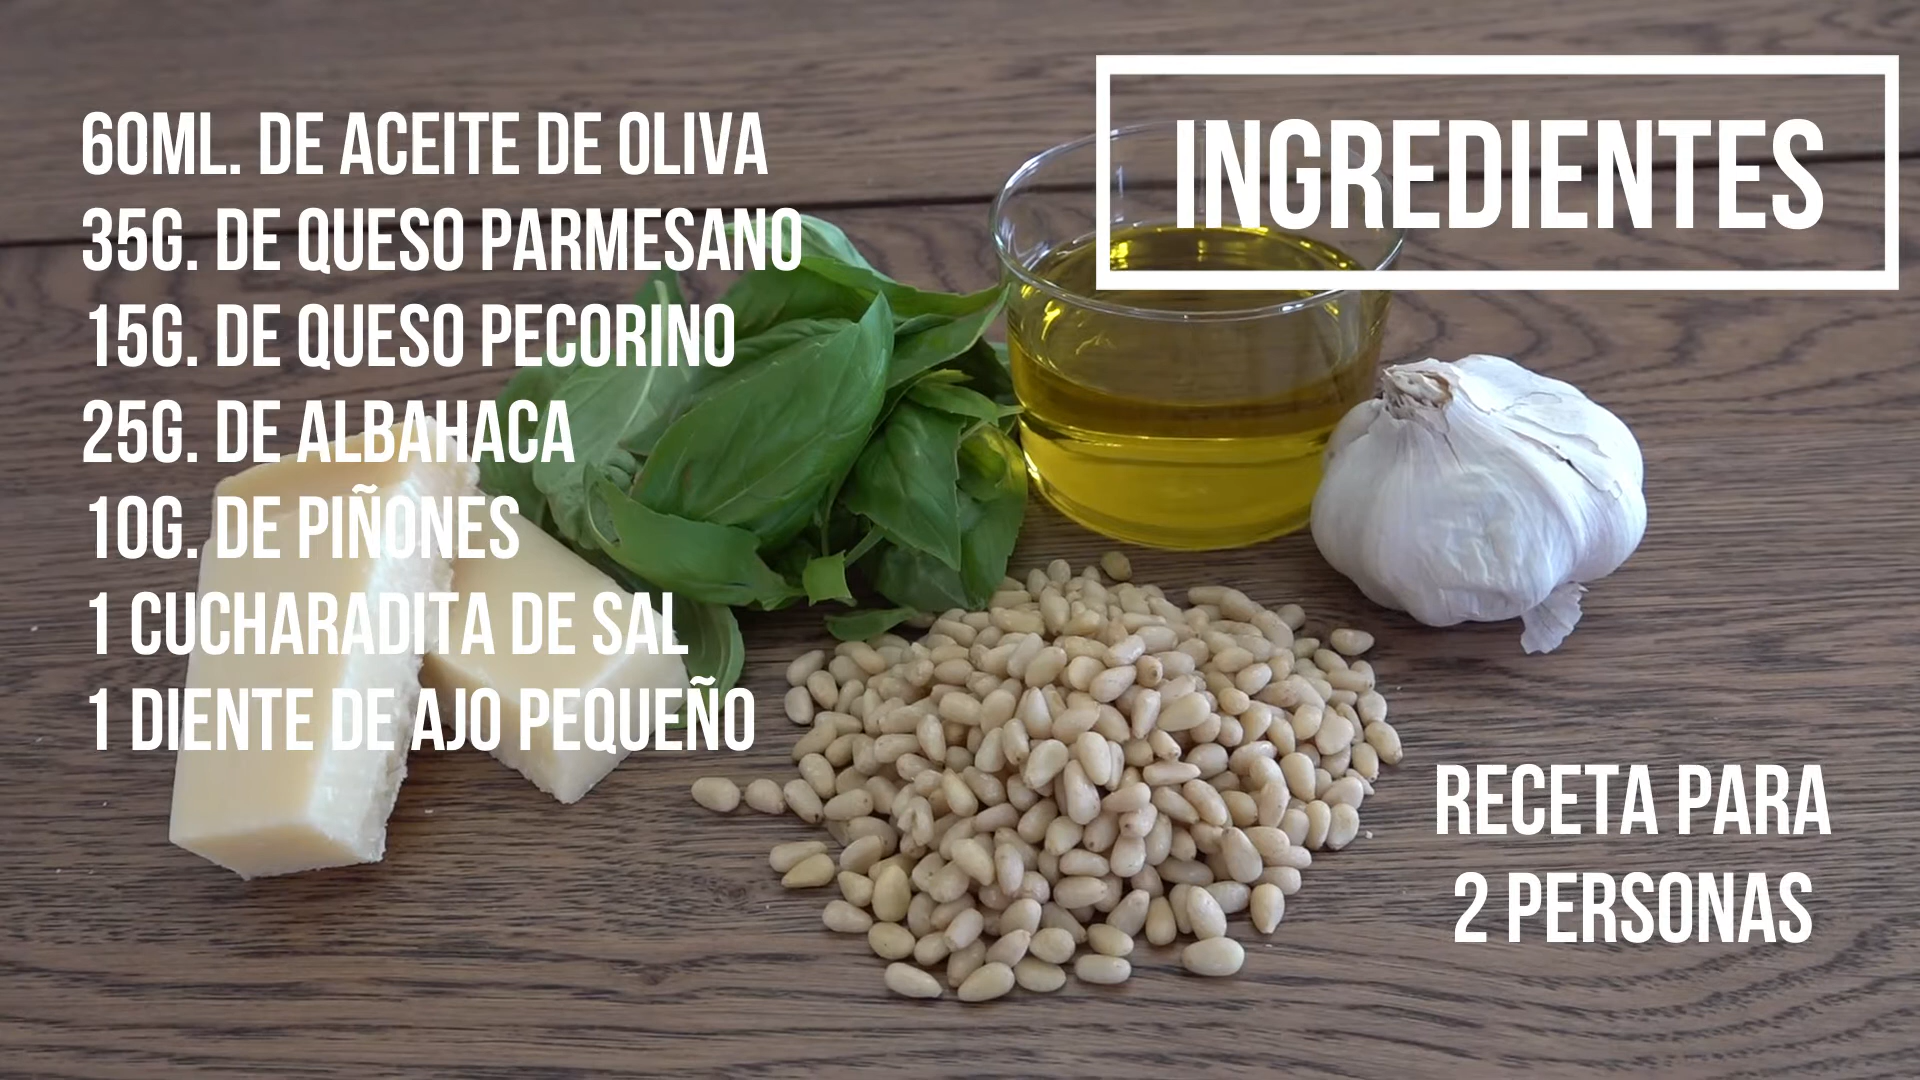 INGREDIENTES
60ML. DE ACEITE DE OLIVA
35G. DE QUESO PARMESANO
15G. DE QUESO PECORINO
25G. DE ALBAHACA
10G. DE PIÑONES
1 CUCHARADITA DE SAL
1 DIENTE DE AJO PEQUEÑO
RECETA PARA
2 PERSONAS